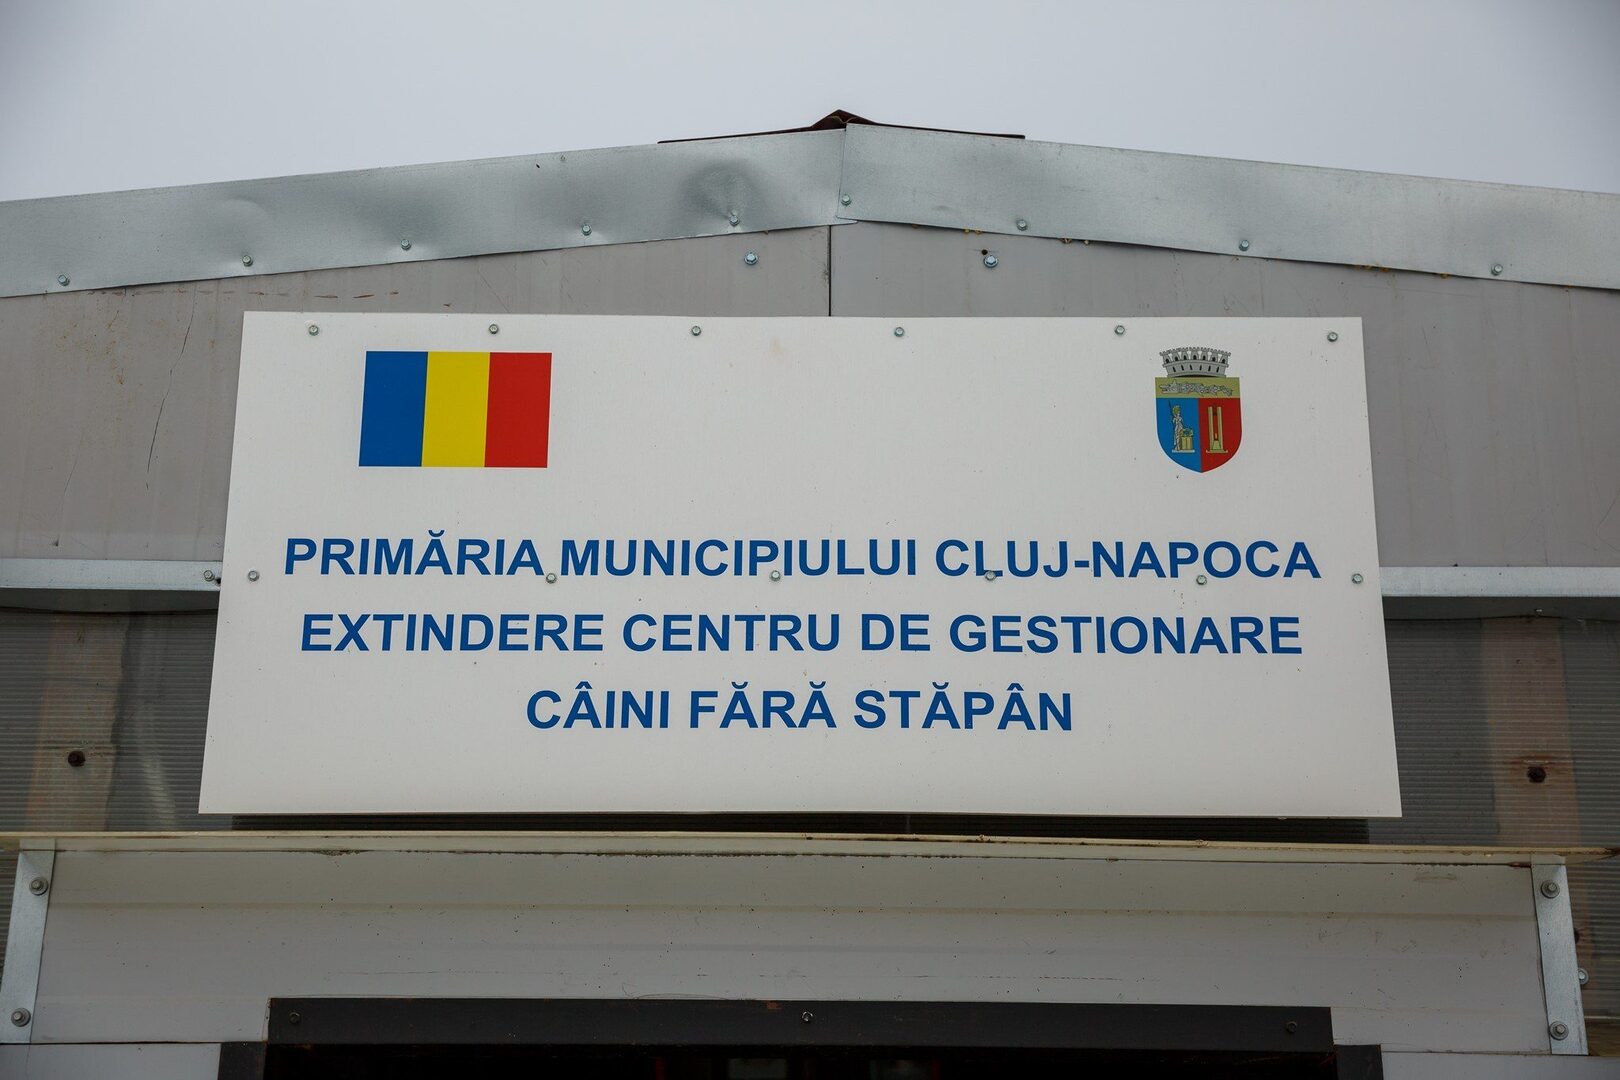 PRIMĂRIA MUNICIPIULUI CLUJ-NAPOCA
EXTINDERE CENTRU DE GESTIONARE
CÂINI FĂRĂ STĂPÂN